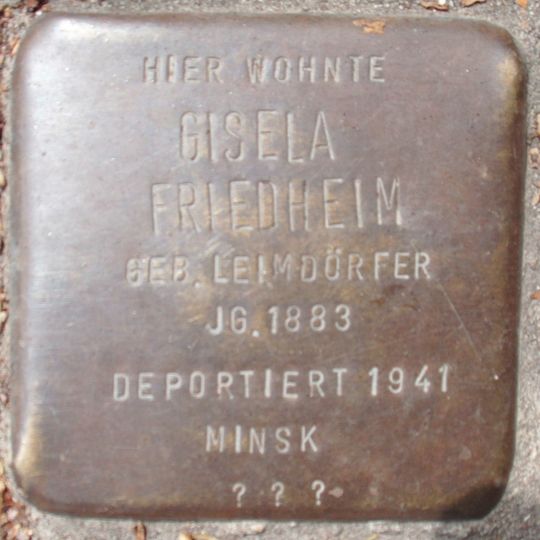 HIER WOHNTE
GISELA
FRIEDHEIM
GEB. LEIMDÖRFER
JG. 1883
DEPORTIERT 1941
MINSK
? ? ?